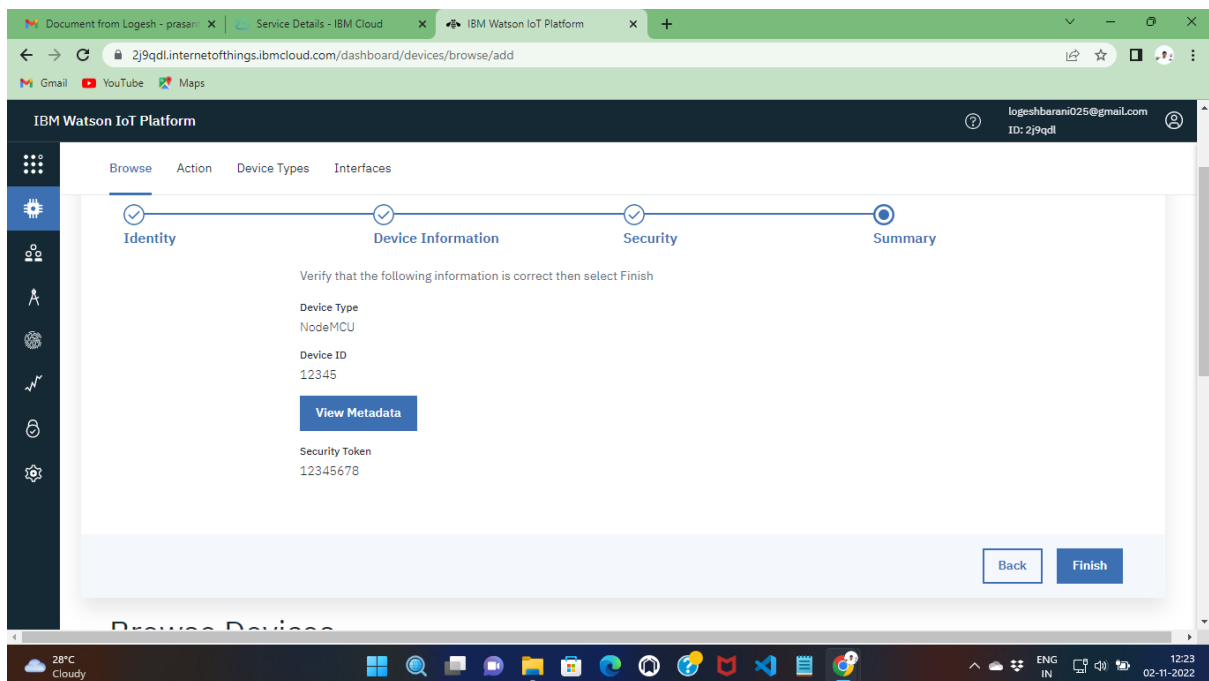 Document from Logesh - prasan
Service Details - IBM Cloud
IBM Watson IoT Platform
2j9qdl.internetofthings.ibmcloud.com/dashboard/devices/browse/add
Gmail
YouTube
Maps
IBM Watson IoT Platform
logeshbarani025@gmail.com
ID: 2j9qdl
Browse
Action
Device Types
Interfaces
Identity
Device Information
Security
Summary
Verify that the following information is correct then select Finish
Device Type
NodeMCU
Device ID
12345
View Metadata
Security Token
12345678
Back
Finish
Browse Devices
28°C
Cloudy
ENG
IN
12:23
02-11-2022